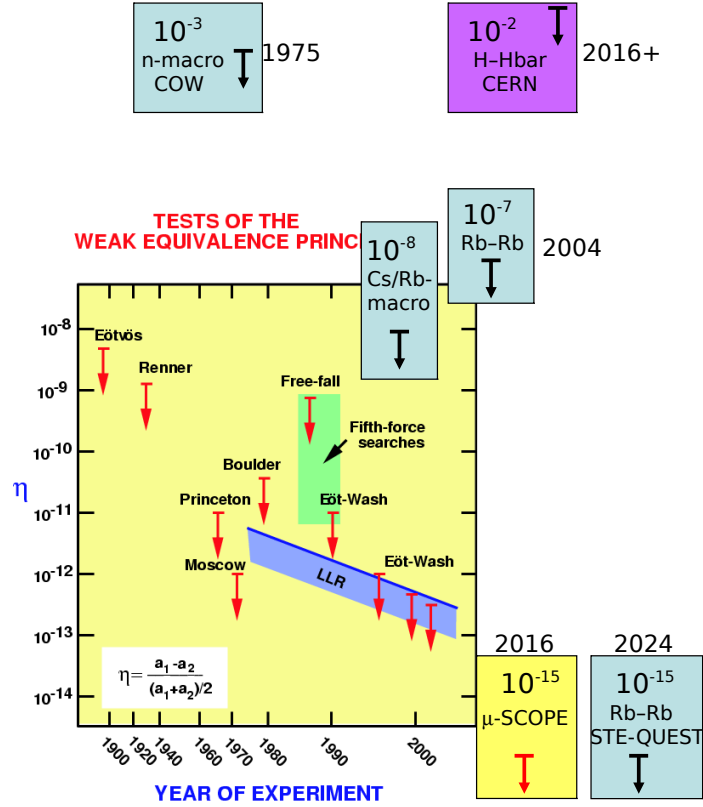 10-3
n-macro
COW
1975
10-2
H–Hbar
CERN
2016+
TESTS OF THE
WEAK EQUIVALENCE PRINC
10-8
Cs/Rb-
macro
10-7
Rb–Rb
2004
10-8
10-9
10-10
10-11
10-12
10-13
10-14
η
Eötvös
Renner
Free-fall
Fifth-force
searches
Boulder
Princeton
Eöt-Wash
Moscow
Eöt-Wash
LLR
η= a1-a2
(a1+a2)/2
1900
1920
1940
1960
1970
1980
1990
2000
YEAR OF EXPERIMENT
2016
10-15
μ-SCOPE
2024
10-15
Rb–Rb
STE-QUEST